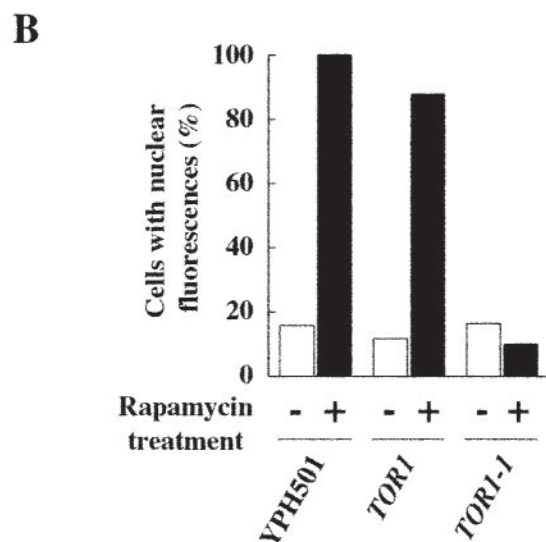 B
Cells with nuclear
fluorescences (%)
100
80
60
40
20
0
Rapamycin
treatment
- + - + - +
YPH501
TOR1
TOR1-1